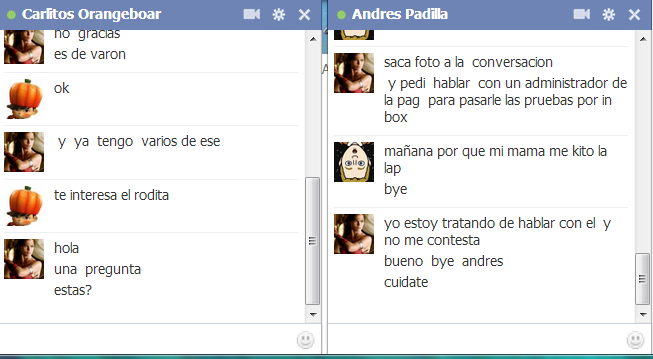 Carlitos Orangeboar
no gracias
es de varon
ok
y ya tengo varios de ese
te interesa el rodita
hola
una pregunta
estas?
Andres Padilla
saca foto a la conversacion
y pedi hablar con un administrador de
la pag para pasarle las pruebas por in
box
mañana por que mi mama me kito la
lap
bye
yo estoy tratando de hablar con el y
no me contesta
bueno bye andres
cuidate